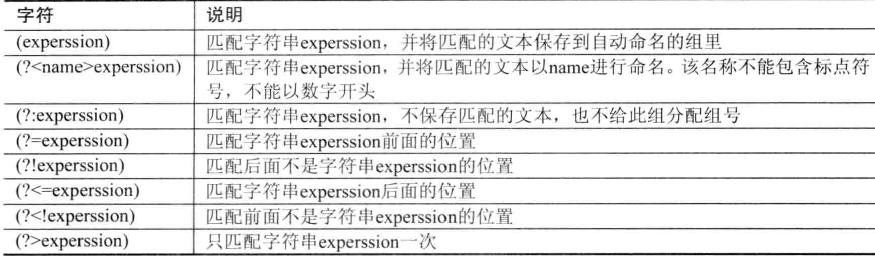 字符 说明
(experssion) 匹配字符串experssion，并将匹配的文本保存到自动命名的组里
(?<name>experssion) 匹配字符串experssion，并将匹配的文本以name进行命名。该名称不能包含标点符
号，不能以数字开头
(?:experssion) 匹配字符串experssion，不保存匹配的文本，也不给此组分配组号
(?=experssion) 匹配字符串experssion前面的位置
(?!experssion) 匹配后面不是字符串experssion的位置
(?<=experssion) 匹配字符串experssion后面的位置
(?<!experssion) 匹配前面不是字符串experssion的位置
(?>experssion) 只匹配字符串experssion一次